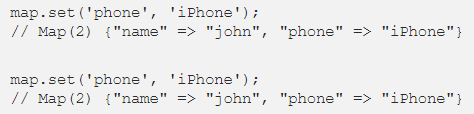 map.set('phone', 'iPhone');
// Map(2) {"name" => "john", "phone" => "iPhone"}
map.set('phone', 'iPhone');
// Map(2) {"name" => "john", "phone" => "iPhone"}